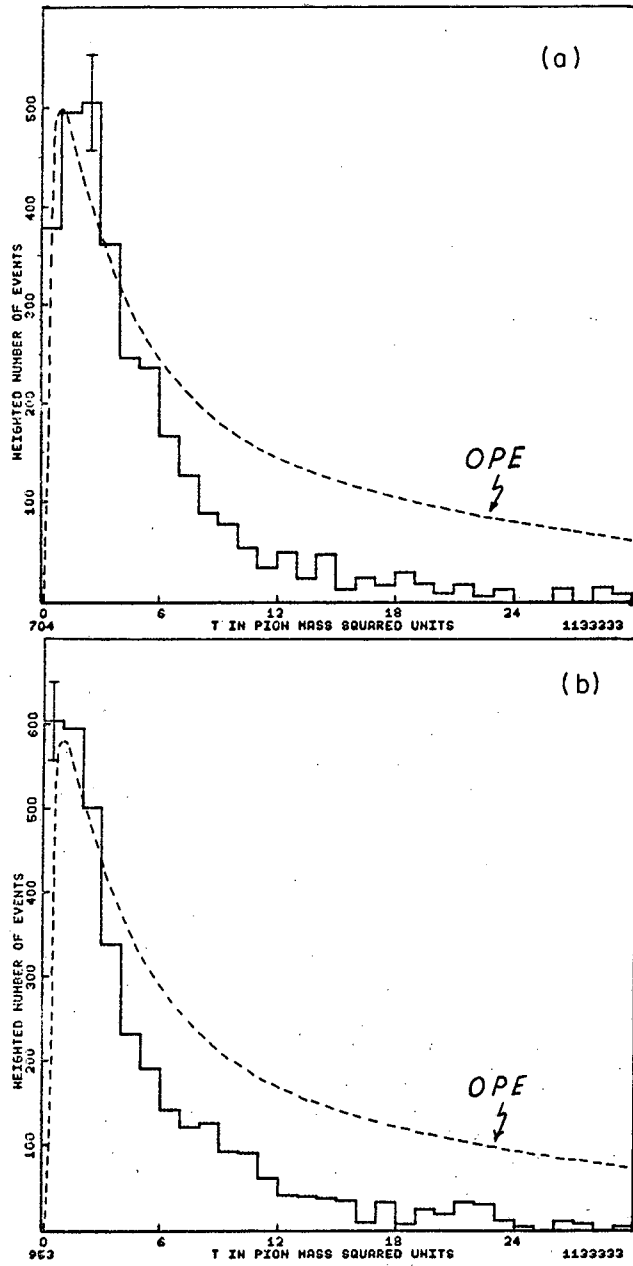 (a)
WEIGHTED NUMBER OF EVENTS
500
400
300
200
100
OPE
0 6 12 18 24
704 T IN PION MASS SQUARED UNITS 1133333
(b)
WEIGHTED NUMBER OF EVENTS
600
500
400
300
200
100
OPE
0 6 12 18 24
953 T IN PION MASS SQUARED UNITS 1133333